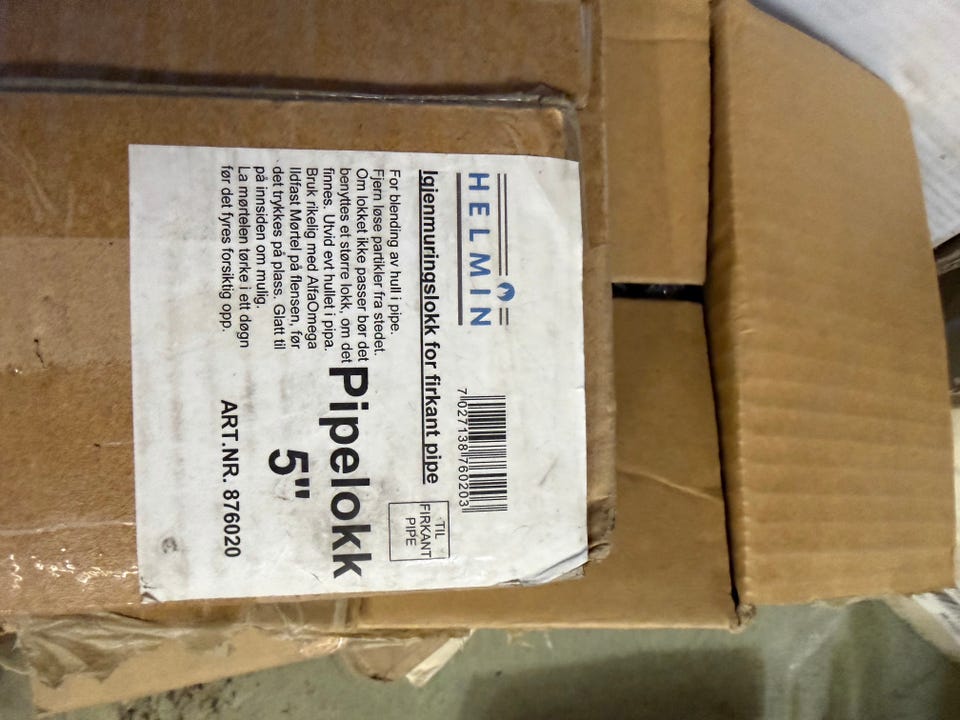 HELMIN
Igjenmuringslokk for firkant pipe
For blending av hull i pipe.
Fjern løse partikler fra stedet.
Om lokket ikke passer bør det
benyttes et større lokk, om det
finnes. Utvid evt hullet i pipa.
Bruk rikelig med AlfaOmega
Ildfast Mørtel på flensen, før
det trykkes på plass. Glatt til
på innsiden om mulig.
La mørtelen tørke i ett døgn
før det fyres forsiktig opp.
7 027138 760203
TIL
FIRKANT
PIPE
Pipelokk
5"
ART.NR. 876020